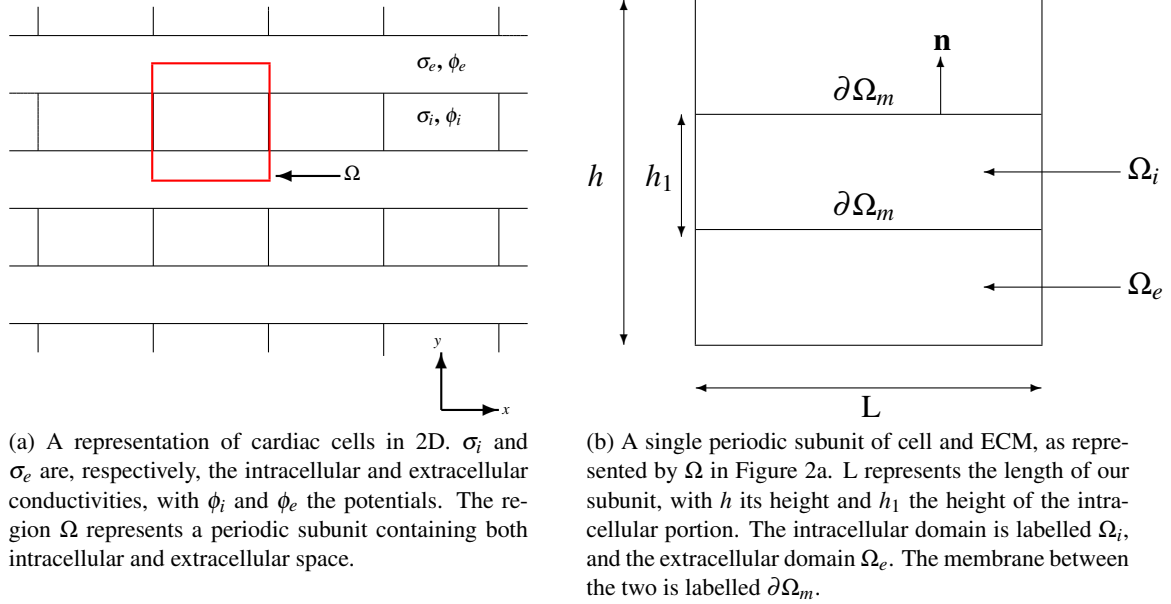 σe, ϕe
σi, ϕi
Ω
y
x
(a) A representation of cardiac cells in 2D. σi and
σe are, respectively, the intracellular and extracellular
conductivities, with ϕi and ϕe the potentials. The re-
gion Ω represents a periodic subunit containing both
intracellular and extracellular space.
n
∂Ωm
h
h1
Ωi
∂Ωm
Ωe
L
(b) A single periodic subunit of cell and ECM, as repre-
sented by Ω in Figure 2a. L represents the length of our
subunit, with h its height and h1 the height of the intra-
cellular portion. The intracellular domain is labelled Ωi,
and the extracellular domain Ωe. The membrane between
the two is labelled ∂Ωm.